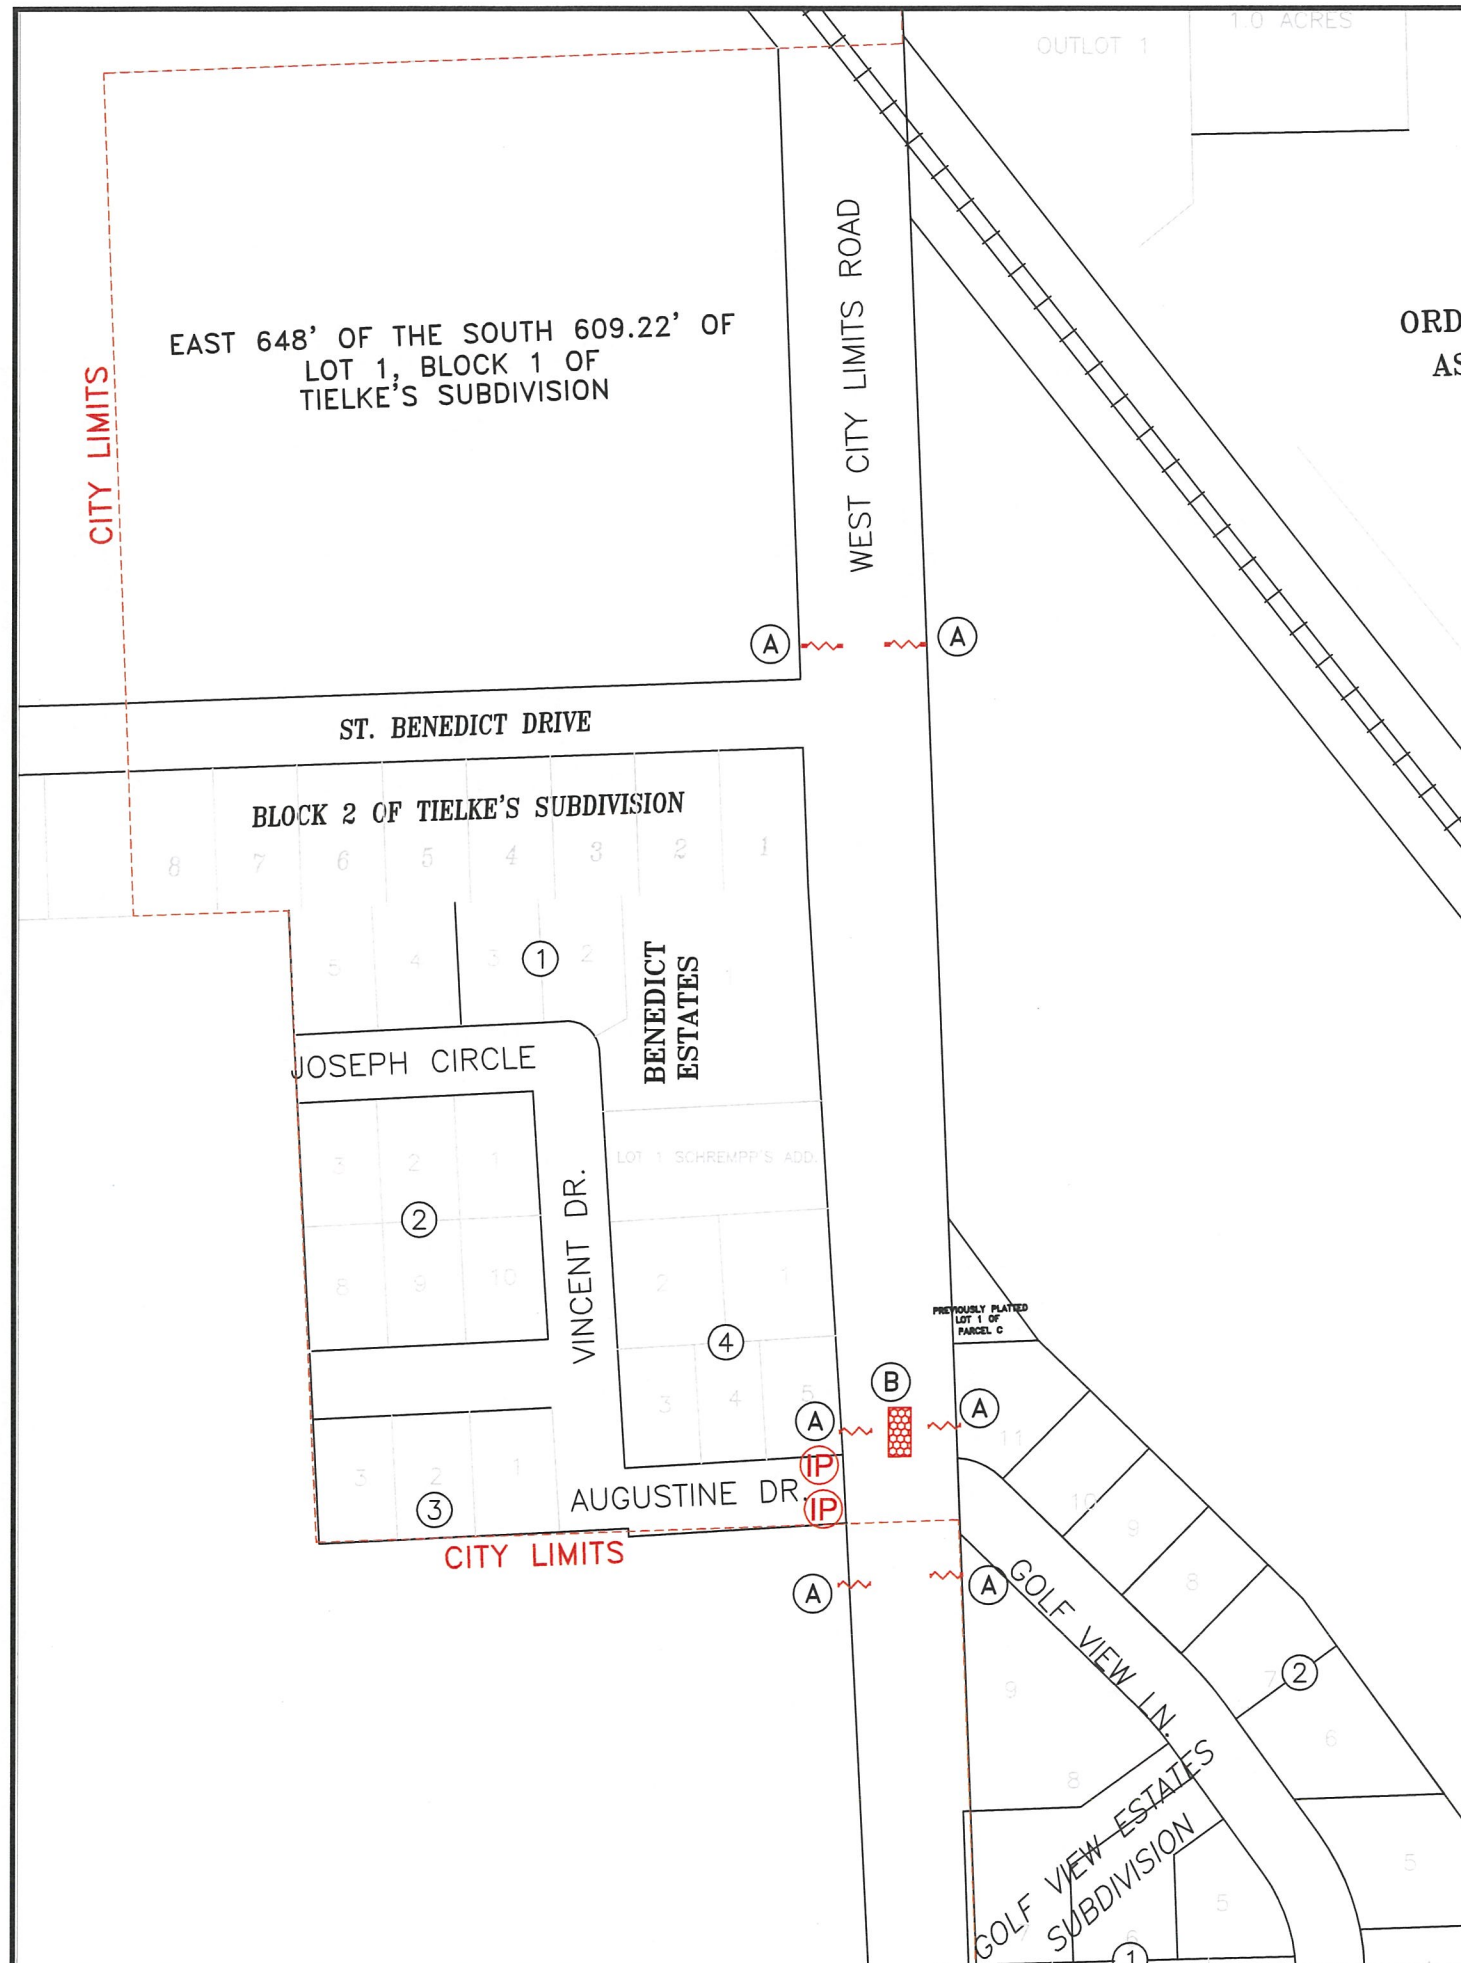 1.0 ACRES
OUTLOT 1
WEST CITY LIMITS ROAD
EAST 648' OF THE SOUTH 609.22' OF
LOT 1, BLOCK 1 OF
TIELKE'S SUBDIVISION
CITY LIMITS
ORD
AS
A
A
ST. BENEDICT DRIVE
BLOCK 2 OF TIELKE'S SUBDIVISION
8 7 6 5 4 3 2 1
5 4 3 1 2
1
BENEDICT
ESTATES
JOSEPH CIRCLE
3 2 1
LOT 1 SCHREMPP'S ADD.
2
VINCENT DR.
8 9 10
2 1
PREVIOUSLY PLATTED
LOT 1 OF
PARCEL C
4
B
3 4 5
A
A
11
IP
3 2 1
3
AUGUSTINE DR.
IP
10
9
CITY LIMITS
A
A
8
GOLF VIEW LN.
9
7
2
6
8
GOLF VIEW ESTATES
SUBDIVISION
5
5
7
6
1